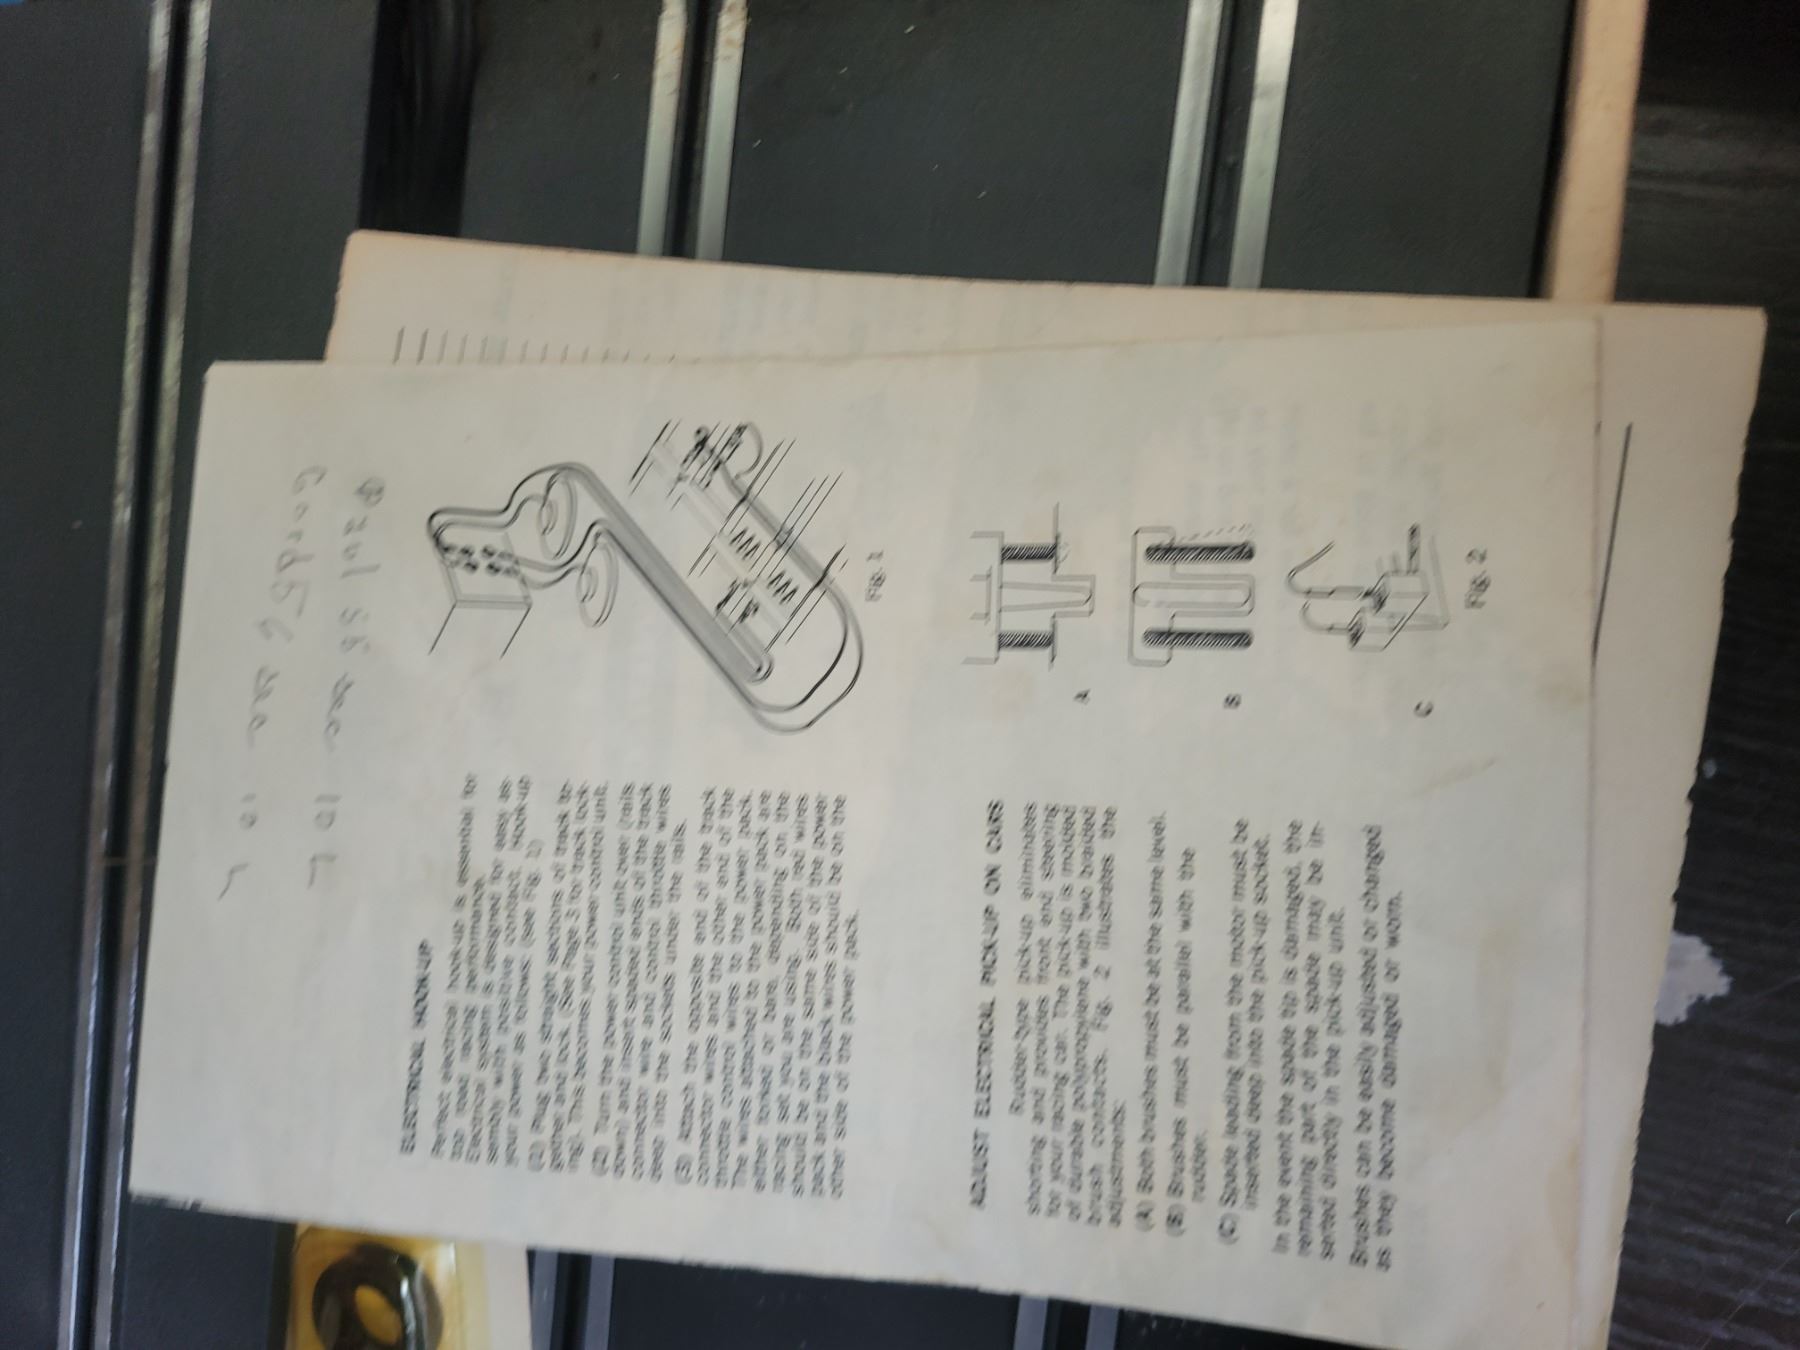 Gord 5 sec 10 L
Paul 55 sec 10 L
ELECTRICAL HOOK-UP
Perfect electrical hook-up is essential for
top road racing performance.
Electrical system is designed for easy as-
sembly with positive contact. Hook-up
your power as follows: (see Fig. 1)
(1) Plug two straight sections of track to-
gether and lock. (See Page 3 for track lock-
ing). This becomes your power control unit.
(2) Turn the power control unit over (rails
down) and insert spaded ends of the track
connector wire and control throttle wires
deep into the sockets under the rails.
(3) Attach the opposite end of the track
connector wires and the other end of the
throttle control wires to the power pack.
The wires attached to the power pack are
either forked or bare, depending on the
racing set you are using. Both red wires
should be on the same side of the power
pack and the black wires should be on the
other side of the power pack.
Fig. 1
ADJUST ELECTRICAL PICK-UP ON CARS
Rudder-type pick-up eliminates
shorting and provides front end steering
for your racing car. The pick-up is molded
of durable polypropylene with two braided
brush contacts. Fig. 2 illustrates the
adjustments:
(A) Both brushes must be at the same level.
(B) Brushes must be parallel with the
rudder.
(C) Spade leading from the motor must be
inserted deep into the pick-up socket.
In the event the spade tip is damaged, the
remaining part of the spade may be in-
serted directly in the pick-up unit.
Brushes can be easily adjusted or changed
as they become damaged or worn.
A
B
C
Fig. 2